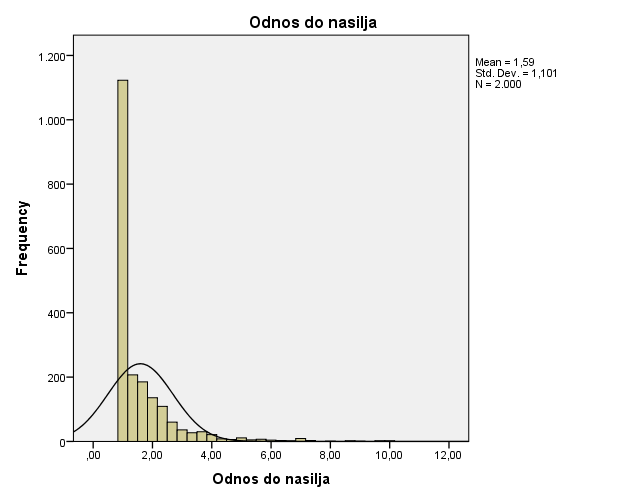 Odnos do nasilja
Mean = 1,59
Std. Dev. = 1,101
N = 2.000
1.200
1.000
800
600
400
200
0
Frequency
,00
2,00
4,00
6,00
8,00
10,00
12,00
Odnos do nasilja